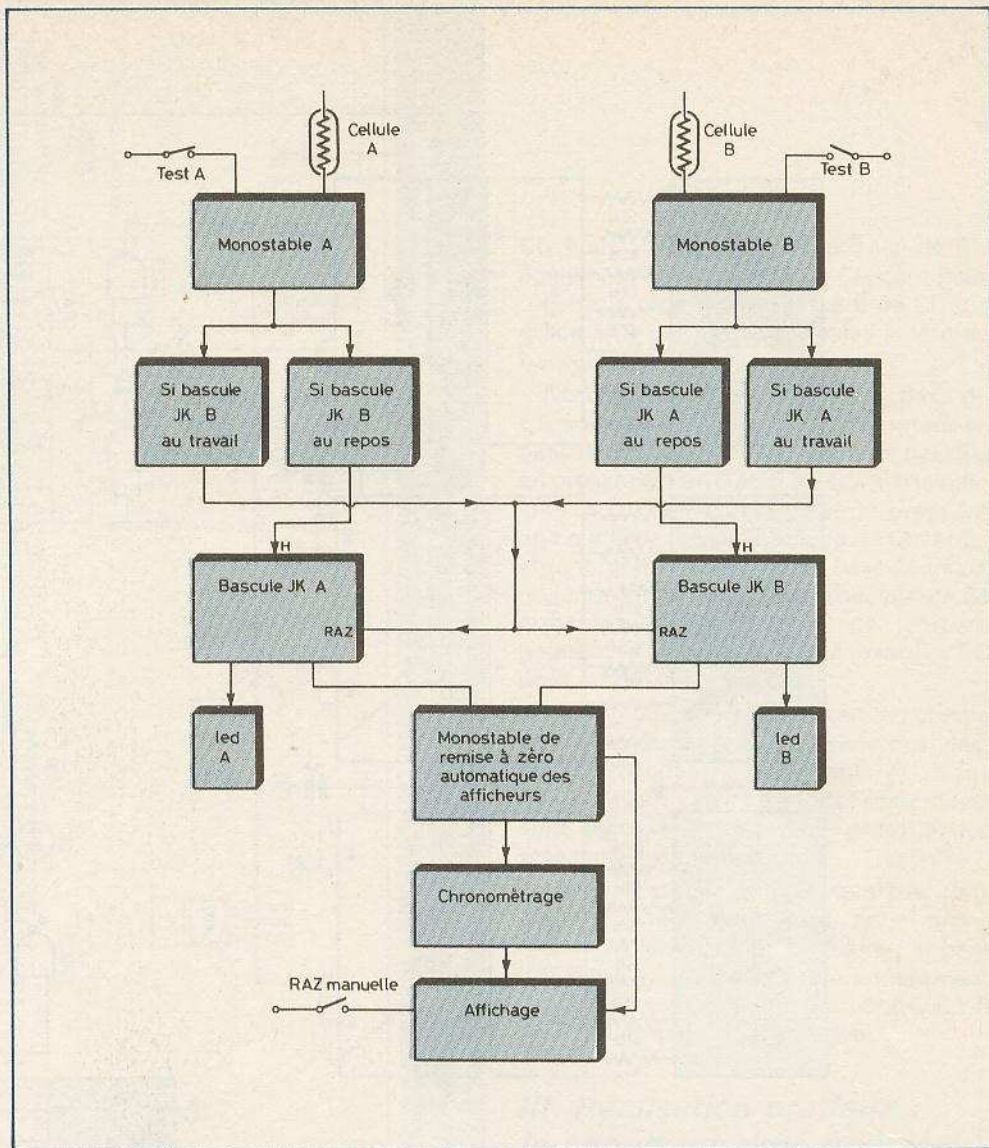 Cellule
A
Test A
Cellule
B
Test B
Monostable A
Monostable B
Si bascule
JK B
au travail
Si bascule
JK B
au repos
Si bascule
JK A
au repos
Si bascule
JK A
au travail
H
Bascule JK A
RAZ
H
Bascule JK B
RAZ
led
A
Monostable de
remise à zèro
automatique des
afficheurs
led
B
Chronomètrage
RAZ manuelle
Affichage